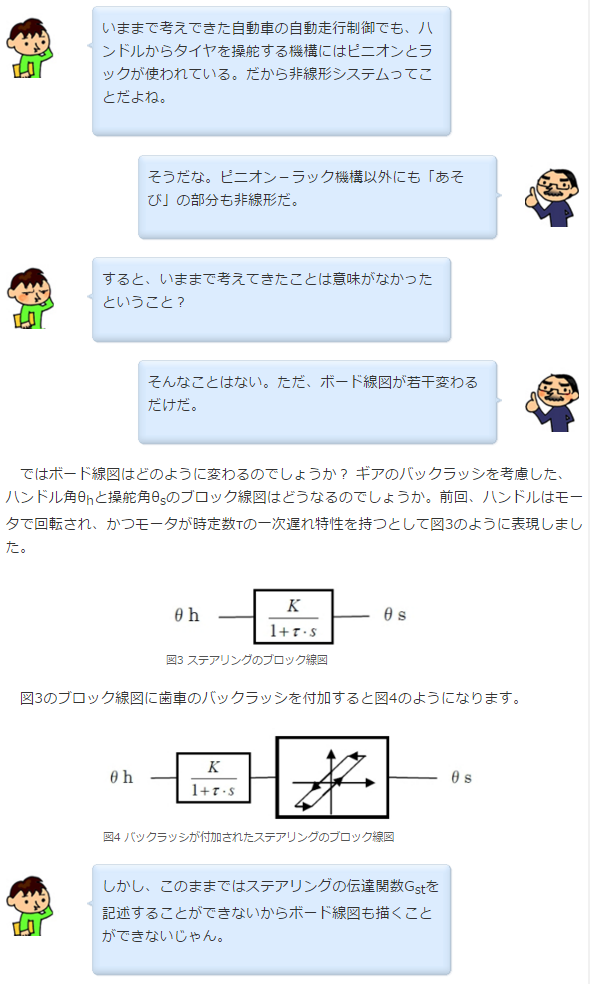 いままで考えできた自動車の自動走行制御でも、ハ
ンドルからタイヤを操舵する機構にはピニオンとラ
ックが使われている。だから非線形システムってこ
とだよね。
そうだな。ピニオン－ラック機構以外にも「あそ
び」の部分も非線形だ。
すると、いままで考えてきたことは意味がなかった
ということ？
そんなことはない。ただ、ボード線図が若干変わる
だけだ。
ではボード線図はどのように変わるのでしょうか？ ギアのバックラッシを考慮した、
ハンドル角θhと操舵角θsのブロック線図はどうなるのでしょうか。前回、ハンドルはモー
タで回転され、かつモータが時定数τの一次遅れ特性を持つとして図3のように表現しまし
た。
θ h
K
1+τ·s
θ s
図3 ステアリングのブロック線図
図3のブロック線図に歯車のバックラッシを付加すると図4のようになります。
θ h
K
1+τ·s
θ s
図4 バックラッシが付加されたステアリングのブロック線図
しかし、このままではステアリングの伝達関数Gstを
記述することができないからボード線図も描くこと
ができないじゃん。